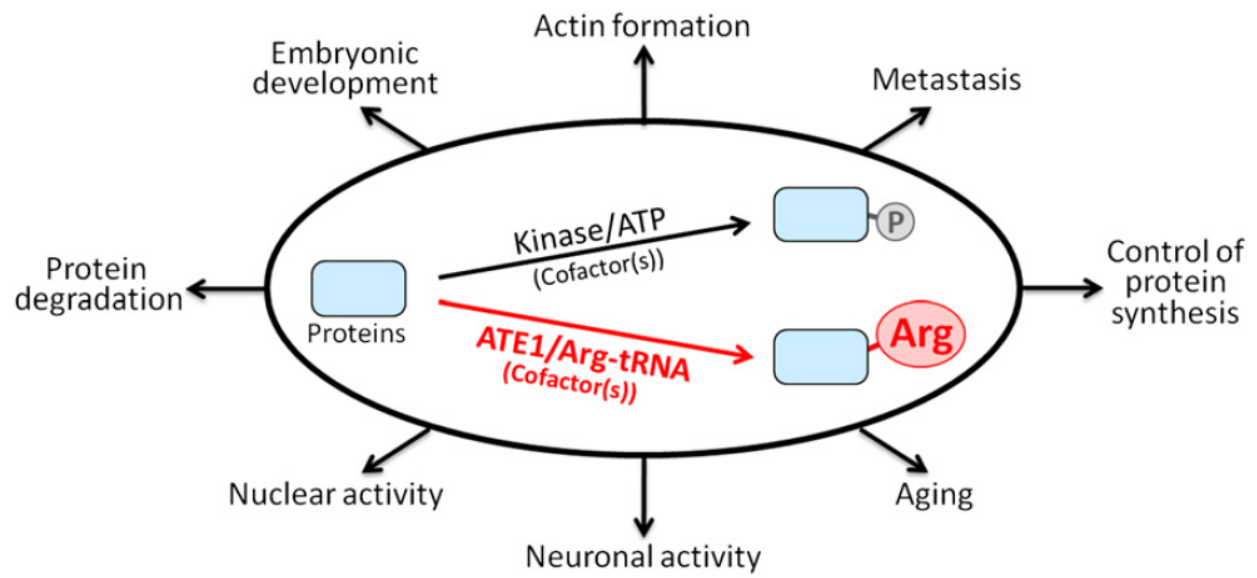 Actin formation
Embryonic
development
Metastasis
Kinase/ATP
(Cofactor(s))
P
Protein
degradation
Proteins
Control of
protein
synthesis
ATE1/Arg-tRNA
(Cofactor(s))
Arg
Nuclear activity
Aging
Neuronal activity